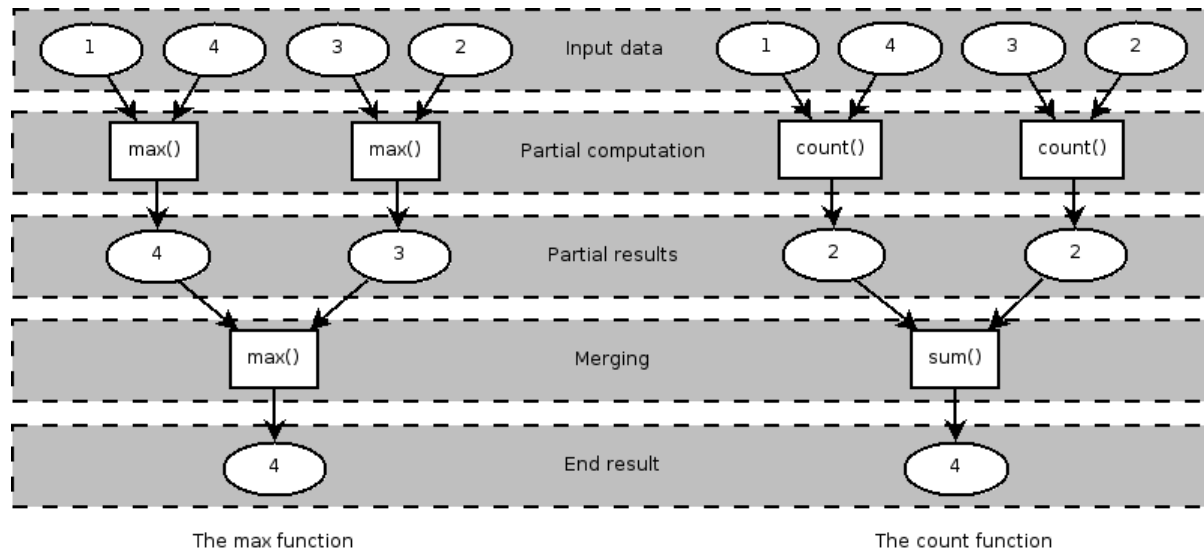 1 4 3 2 Input data 1 4 3 2
max() max() Partial computation count() count()
4 3 Partial results 2 2
max() Merging sum()
4 End result 4
The max function The count function